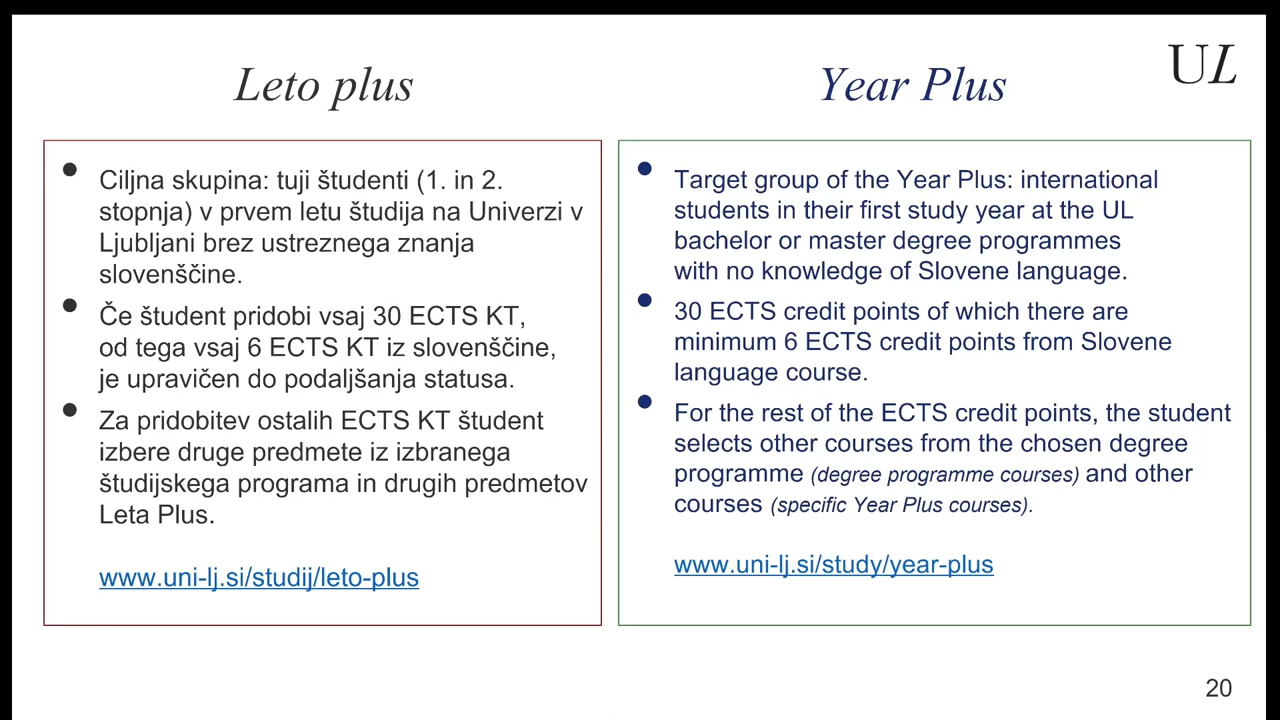 Leto plus
Year Plus
UL
• Ciljna skupina: tuji študenti (1. in 2.
stopnja) v prvem letu študija na Univerzi v
Ljubljani brez ustreznega znanja
slovenščine.
• Če študent pridobi vsaj 30 ECTS KT,
od tega vsaj 6 ECTS KT iz slovenščine,
je upravičen do podaljšanja statusa.
• Za pridobitev ostalih ECTS KT študent
izbere druge predmete iz izbranega
študijskega programa in drugih predmetov
Leta Plus.
www.uni-lj.si/studij/leto-plus
• Target group of the Year Plus: international
students in their first study year at the UL
bachelor or master degree programmes
with no knowledge of Slovene language.
• 30 ECTS credit points of which there are
minimum 6 ECTS credit points from Slovene
language course.
• For the rest of the ECTS credit points, the student
selects other courses from the chosen degree
programme (degree programme courses) and other
courses (specific Year Plus courses).
www.uni-lj.si/study/year-plus
20